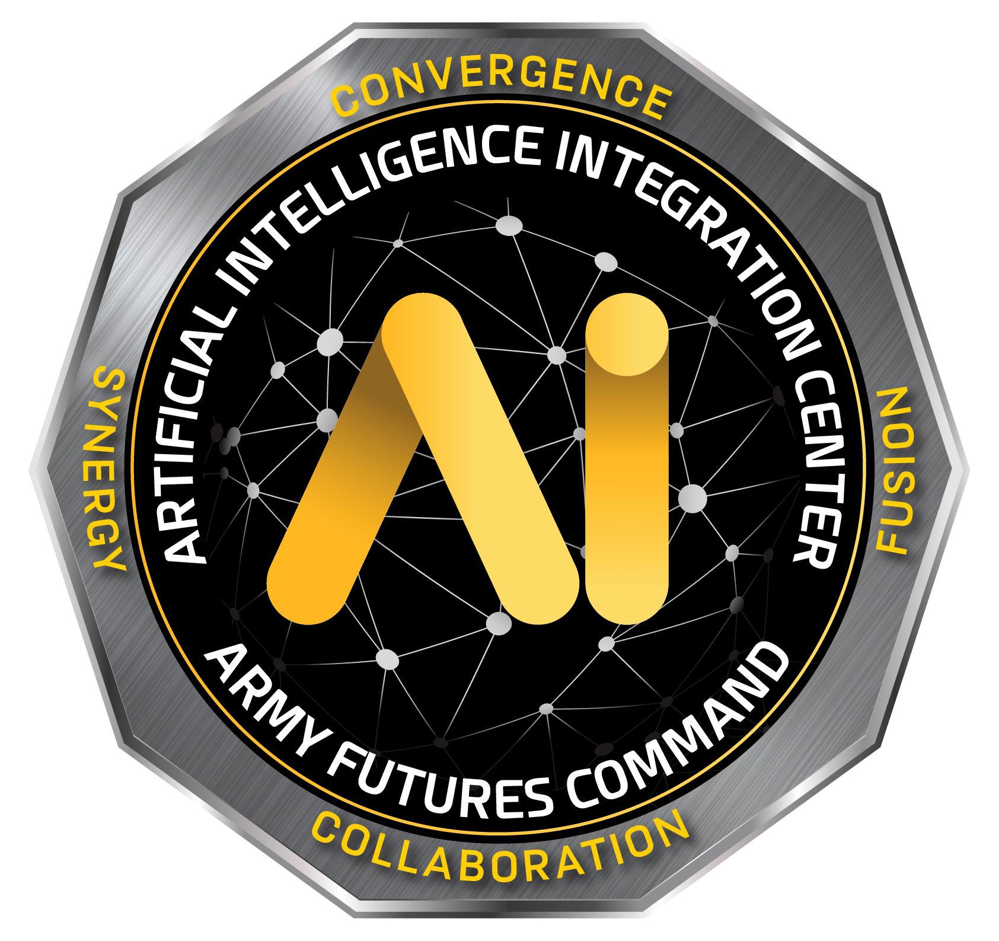 CONVERGENCE
ARTIFICIAL INTELLIGENCE INTEGRATION CENTER
SYNERGY
AI
FUSION
ARMY FUTURES COMMAND
COLLABORATION